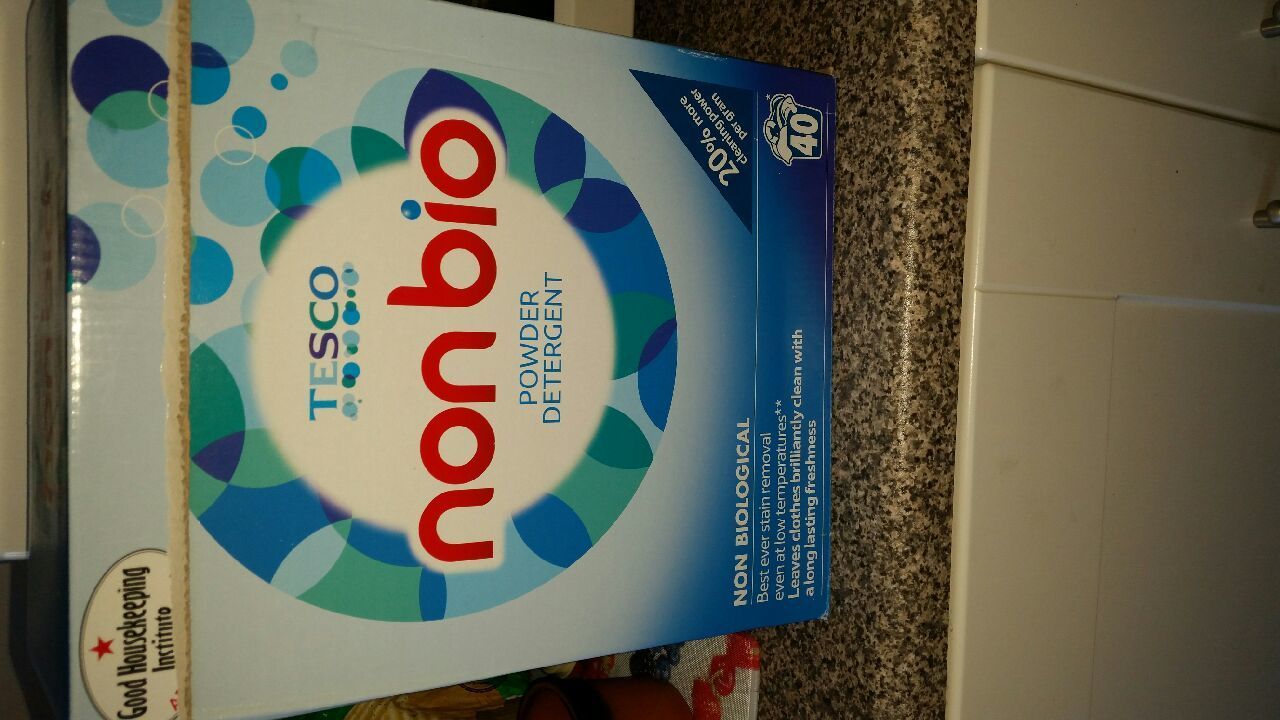 Good Housekeeping
Institute
TESCO
non bio
POWDER
DETERGENT
20% more
cleaning power
per gram
40*
NON BIOLOGICAL
Best ever stain removal
even at low temperatures**
Leaves clothes brilliantly clean with
a long lasting freshness